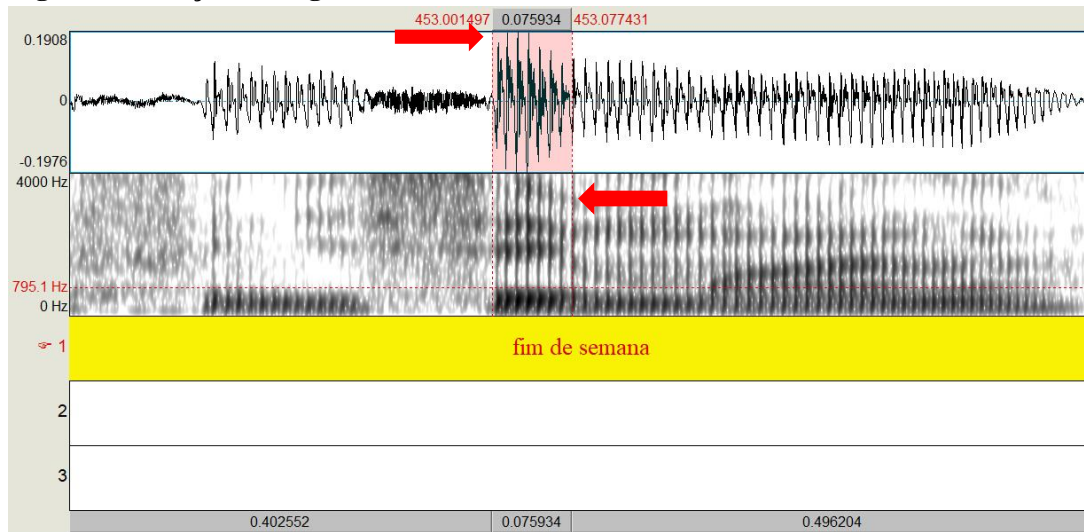 453.001497 0.075934 453.077431
0.1908
0
-0.1976
4000 Hz
795.1 Hz
0 Hz
☞ 1 fim de semana
2
3
0.402552 0.075934 0.496204